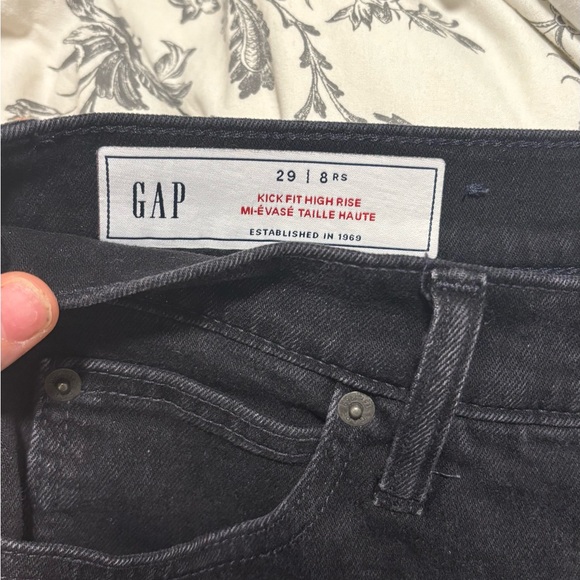 GAP
29 | 8 RS
KICK FIT HIGH RISE
MI-ÉVASÉ TAILLE HAUTE
ESTABLISHED IN 1969